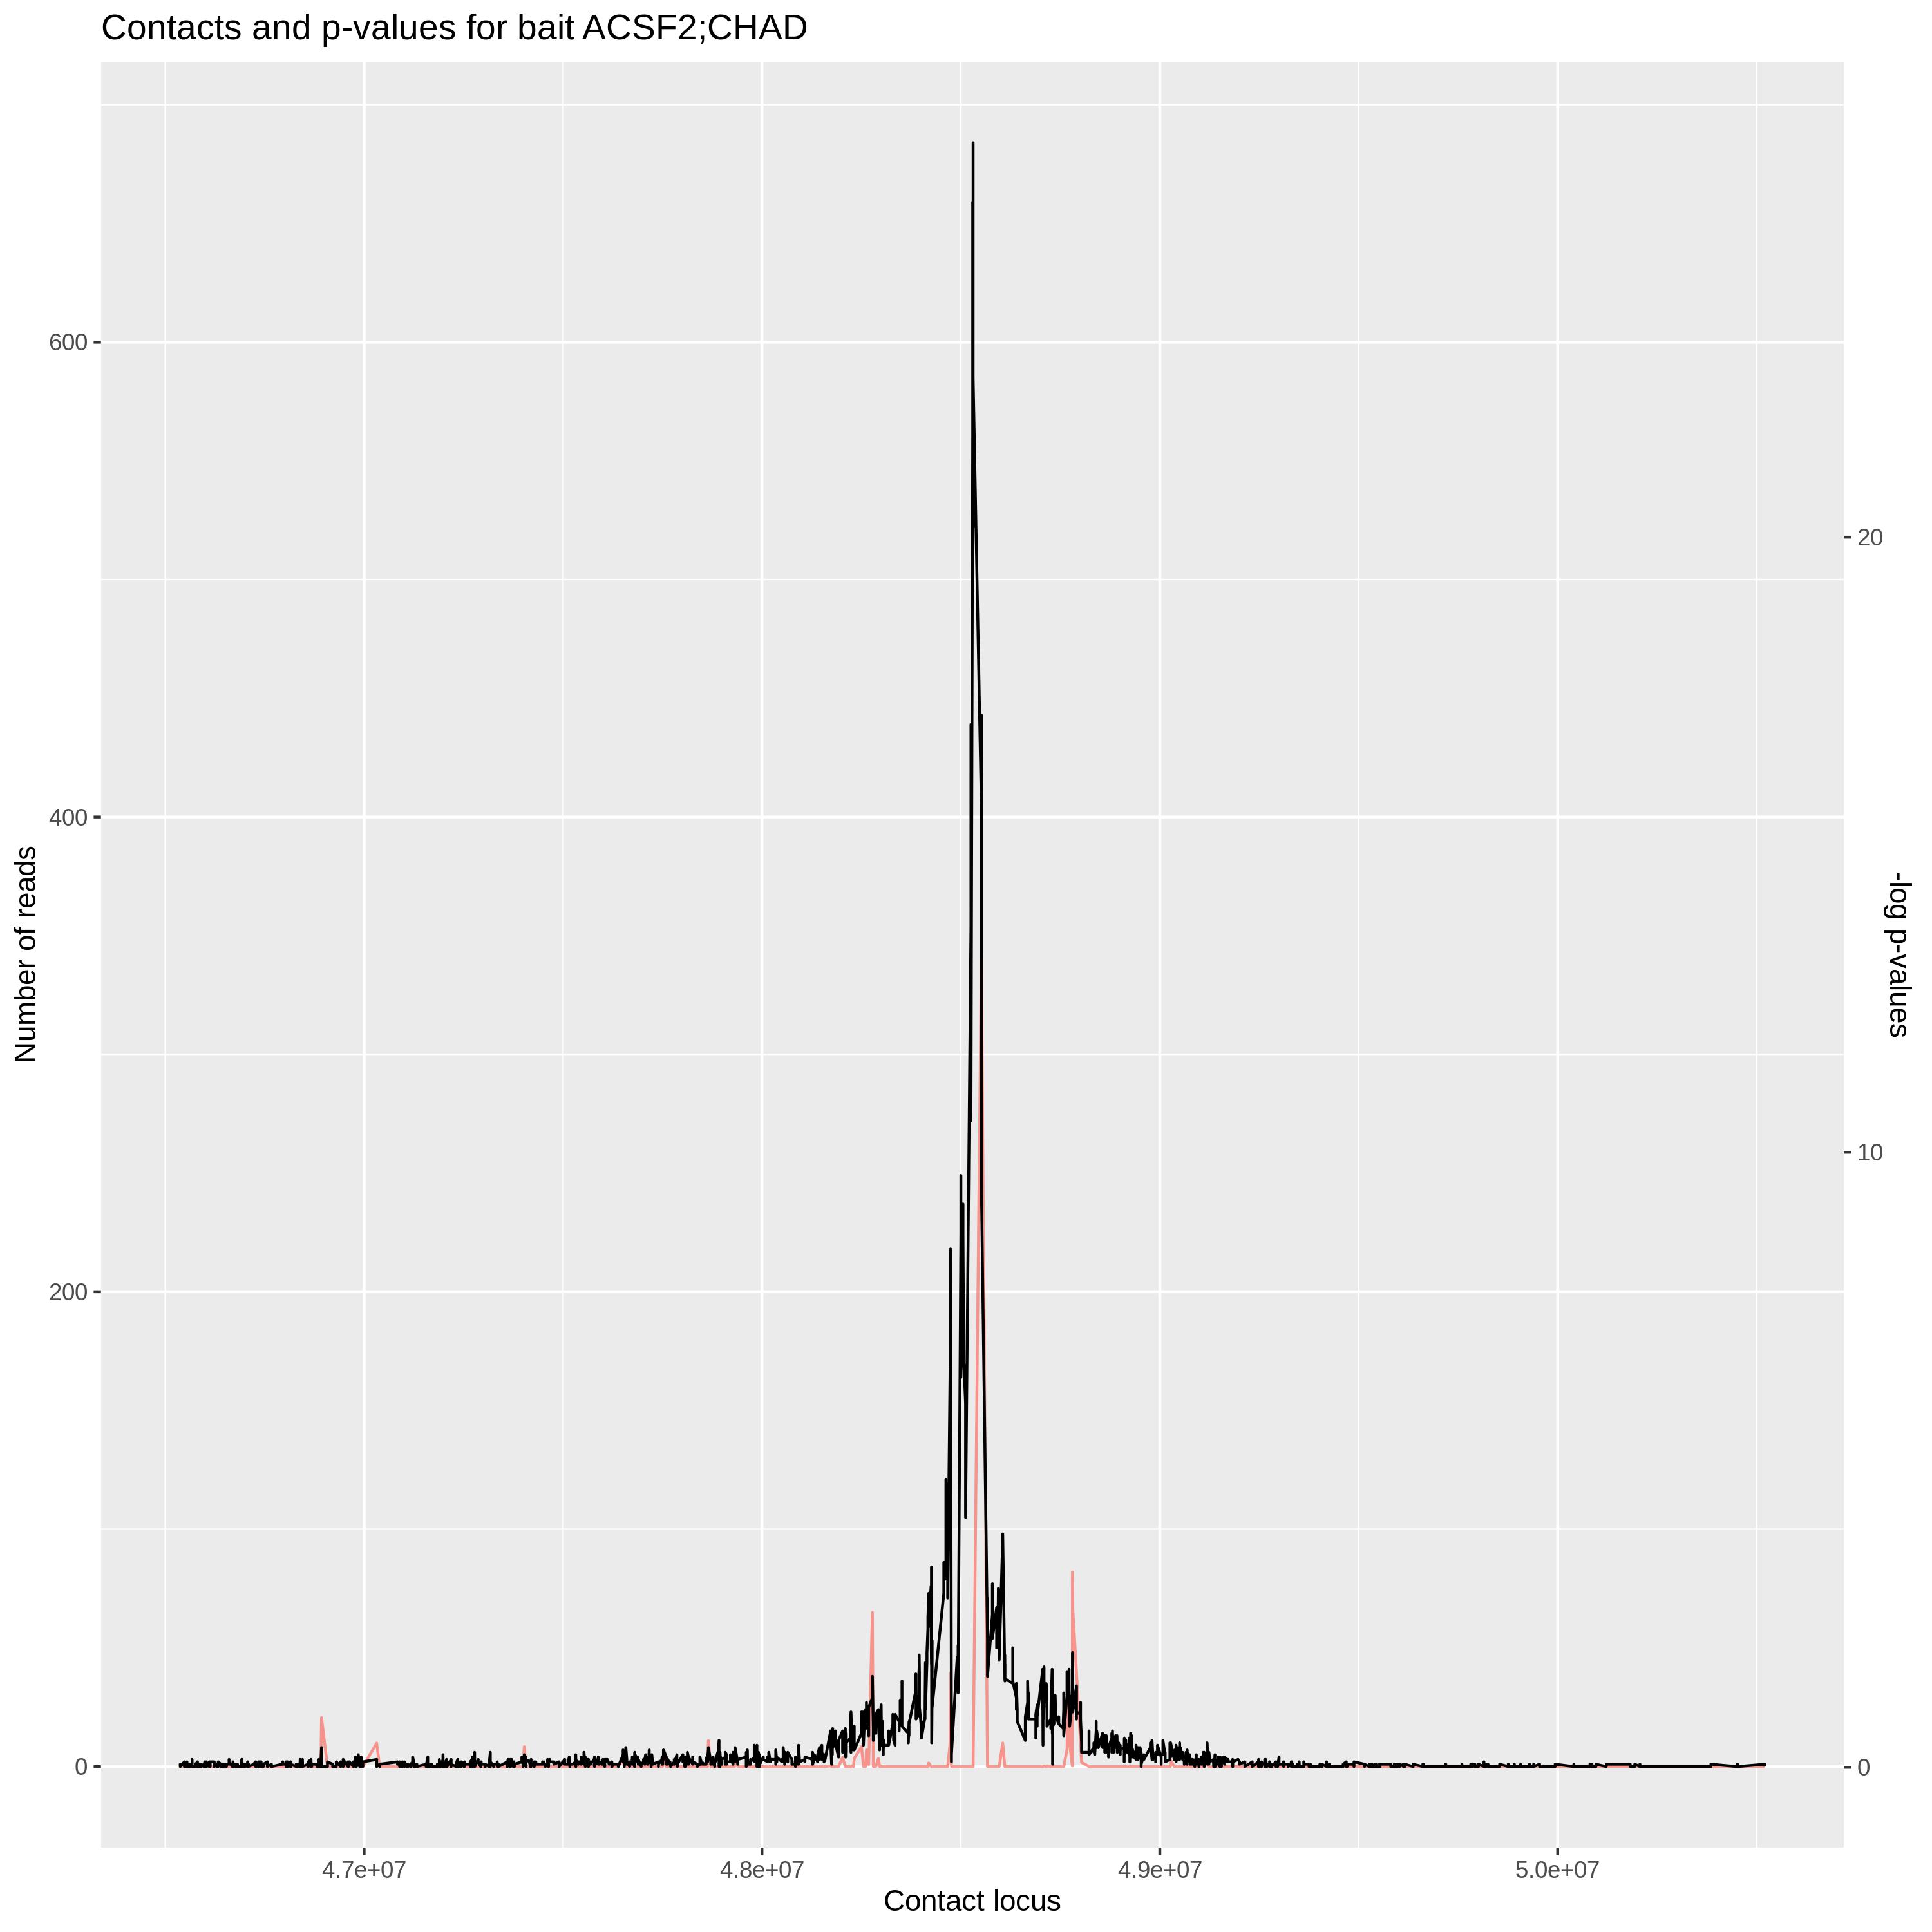 Contacts and p-values for bait ACSF2;CHAD
600
400
200
0
Number of reads
20
10
0
-log p-values
4.7e+07
4.8e+07
4.9e+07
5.0e+07
Contact locus